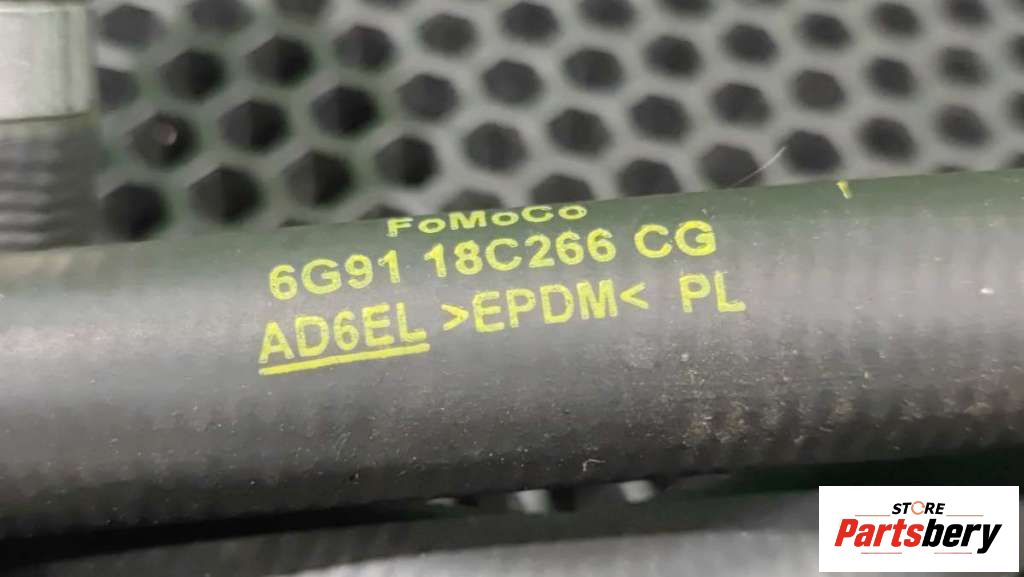 FoMoCo
6G91 18C266 CG
AD6EL >EPDM< PL
STORE
Partsbery